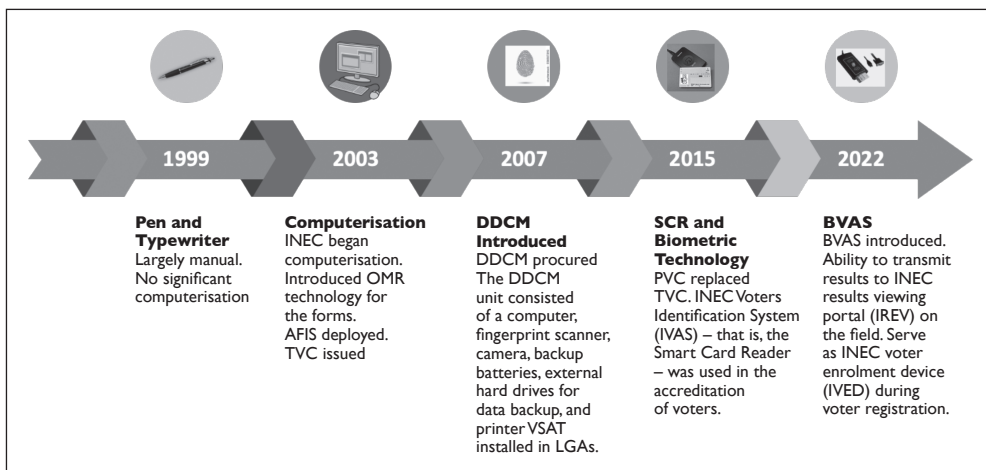 1999
2003
2007
2015
2022
Pen and
Typewriter
Largely manual.
No significant
computerisation
Computerisation
INEC began
computerisation.
Introduced OMR
technology for
the forms.
AFIS deployed.
TVC issued
DDCM
Introduced
DDCM procured
The DDCM
unit consisted
of a computer,
fingerprint scanner,
camera, backup
batteries, external
hard drives for
data backup, and
printer VSAT
installed in LGAs.
SCR and
Biometric
Technology
PVC replaced
TVC. INEC Voters
Identification System
(IVAS) – that is, the
Smart Card Reader
– was used in the
accreditation
of voters.
BVAS
BVAS introduced.
Ability to transmit
results to INEC
results viewing
portal (IREV) on
the field. Serve
as INEC voter
enrolment device
(IVED) during
voter registration.